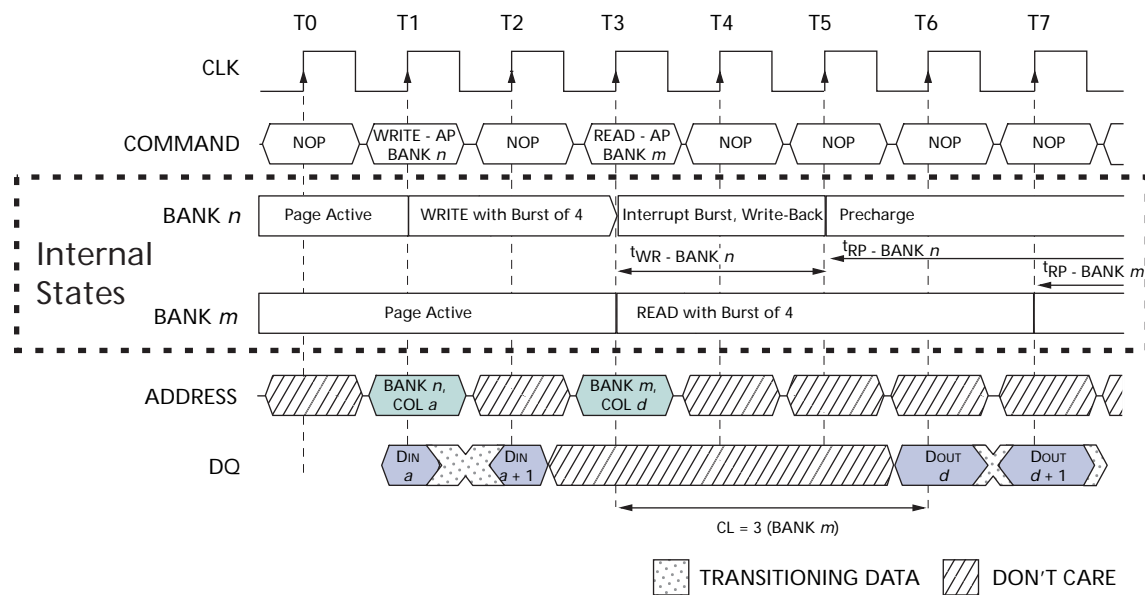 T0 T1 T2 T3 T4 T5 T6 T7
CLK
COMMAND
NOP
WRITE - AP
BANK n
NOP
READ - AP
BANK m
NOP
NOP
NOP
NOP
Internal
States
BANK n
Page Active
WRITE with Burst of 4
Interrupt Burst, Write-Back
Precharge
tWR - BANK n
tRP - BANK n
tRP - BANK m
BANK m
Page Active
READ with Burst of 4
ADDRESS
BANK n,
COL a
BANK m,
COL d
DQ
DIN
a
DIN
a + 1
DOUT
d
DOUT
d + 1
CL = 3 (BANK m)
TRANSITIONING DATA
DON'T CARE